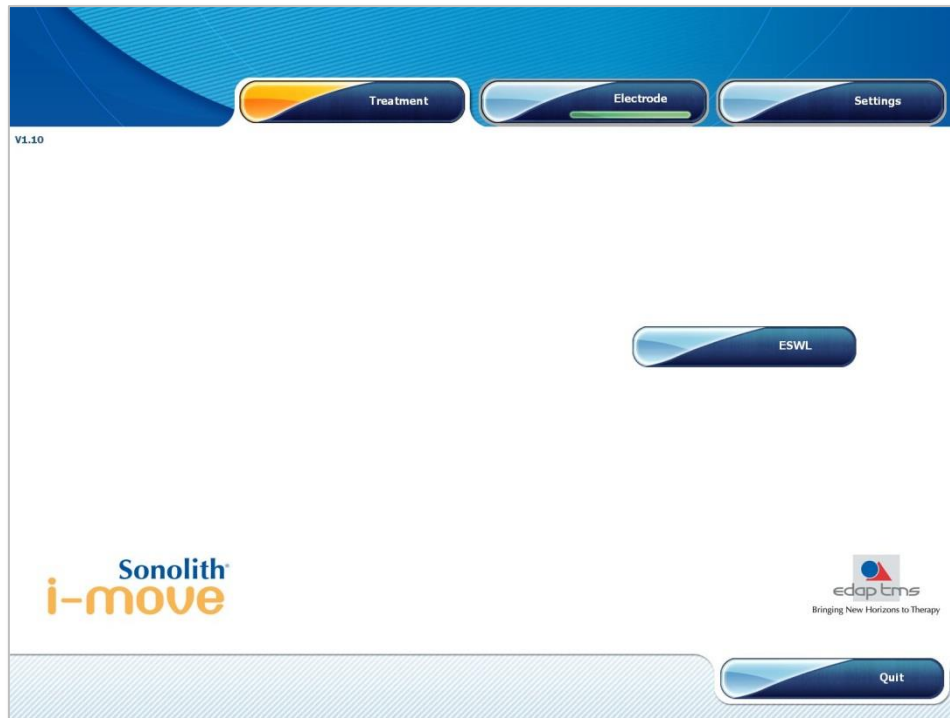 Treatment
Electrode
Settings
V1.10
ESWL
Sonolith®
i-move
edap tms
Bringing New Horizons to Therapy
Quit